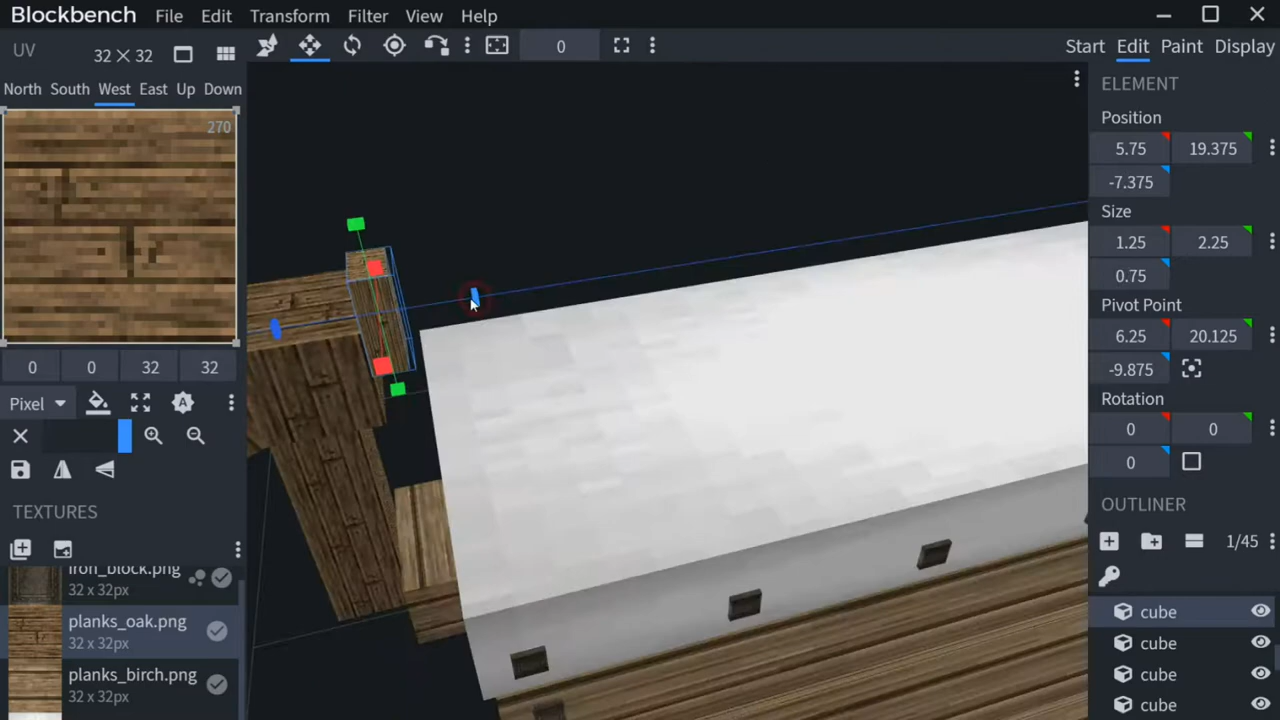 Blockbench File Edit Transform Filter View Help
UV 32×32
0
Start Edit Paint Display
North South West East Up Down
270
0 0 32 32
Pixel
TEXTURES
iron_block.png
32 x 32px
planks_oak.png
32 x 32px
planks_birch.png
32 x 32px
ELEMENT
Position
5.75 19.375
-7.375
Size
1.25 2.25
0.75
Pivot Point
6.25 20.125
-9.875
Rotation
0 0
0
OUTLINER
1/45
cube
cube
cube
cube